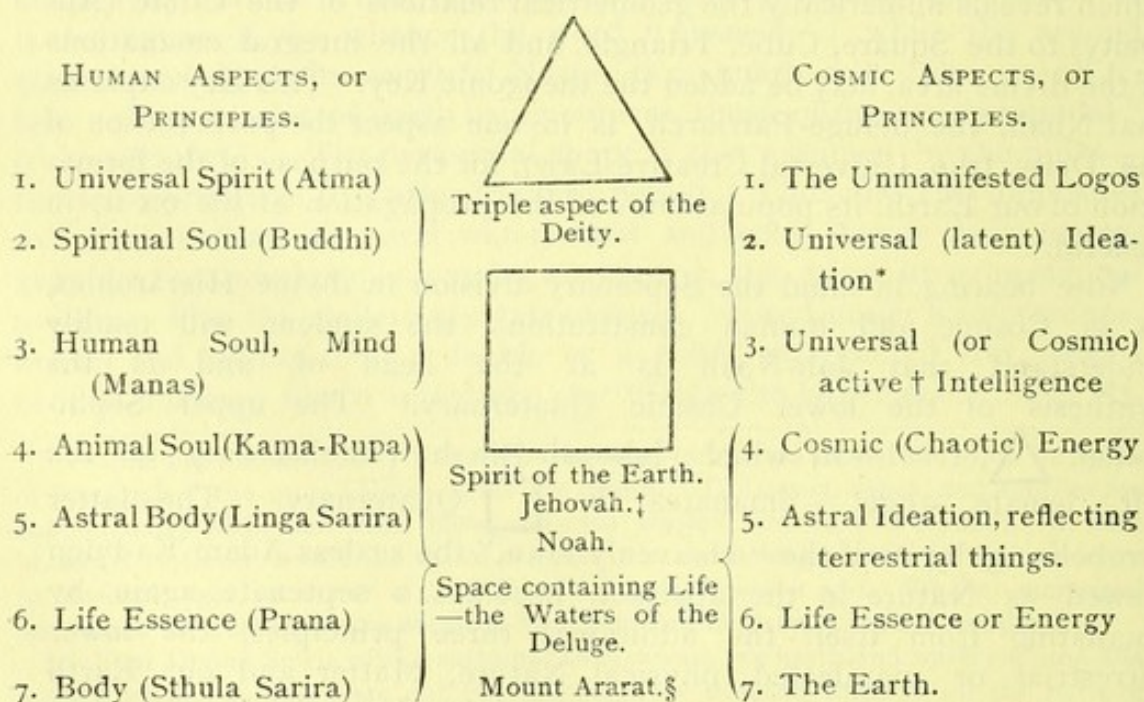 HUMAN ASPECTS, or
PRINCIPLES.
1. Universal Spirit (Atma)
2. Spiritual Soul (Buddhi)
3. Human Soul, Mind
(Manas)
4. Animal Soul (Kama-Rupa)
5. Astral Body (Linga Sarira)
6. Life Essence (Prana)
7. Body (Sthula Sarira)
Triple aspect of the
Deity.
Spirit of the Earth.
Jehovah.‡
Noah.
Space containing Life
—the Waters of the
Deluge.
Mount Ararat.§
COSMIC ASPECTS, or
PRINCIPLES.
1. The Unmanifested Logos
2. Universal (latent) Idea-
tion*
3. Universal (or Cosmic)
active † Intelligence
4. Cosmic (Chaotic) Energy
5. Astral Ideation, reflecting
terrestrial things.
6. Life Essence or Energy
7. The Earth.